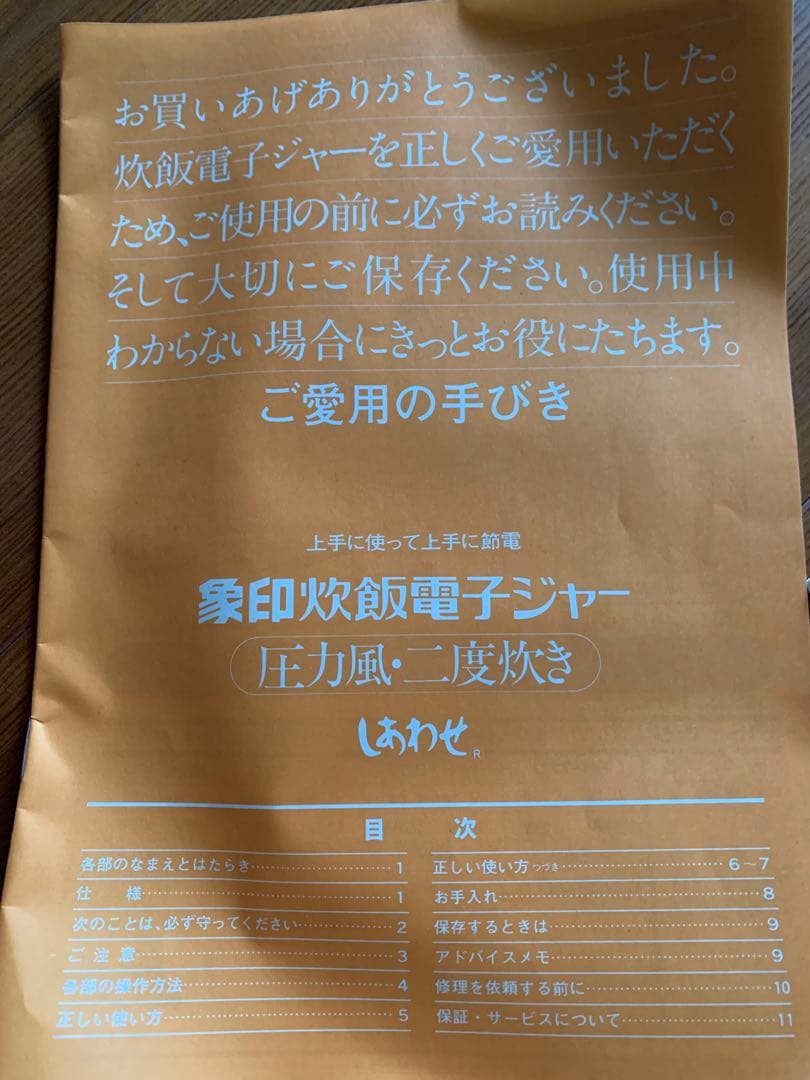 お買いあげありがとうございました。
炊飯電子ジャーを正しくご愛用いただく
ため、ご使用の前に必ずお読みください。
そして大切にご保存ください。使用中
わからない場合にきっとお役にたちます。
ご愛用の手びき
上手に使って上手に節電
象印炊飯電子ジャー
圧力風・二度炊き
しあわせR
目次
各部のなまえとはたらき 1
仕様 1
次のことは、必ず守ってください 2
ご注意 3
各部の操作方法 4
正しい使い方 5
正しい使い方つづき 6〜7
お手入れ 8
保存するときは 9
アドバイスメモ 9
修理を依頼する前に 10
保証・サービスについて 11